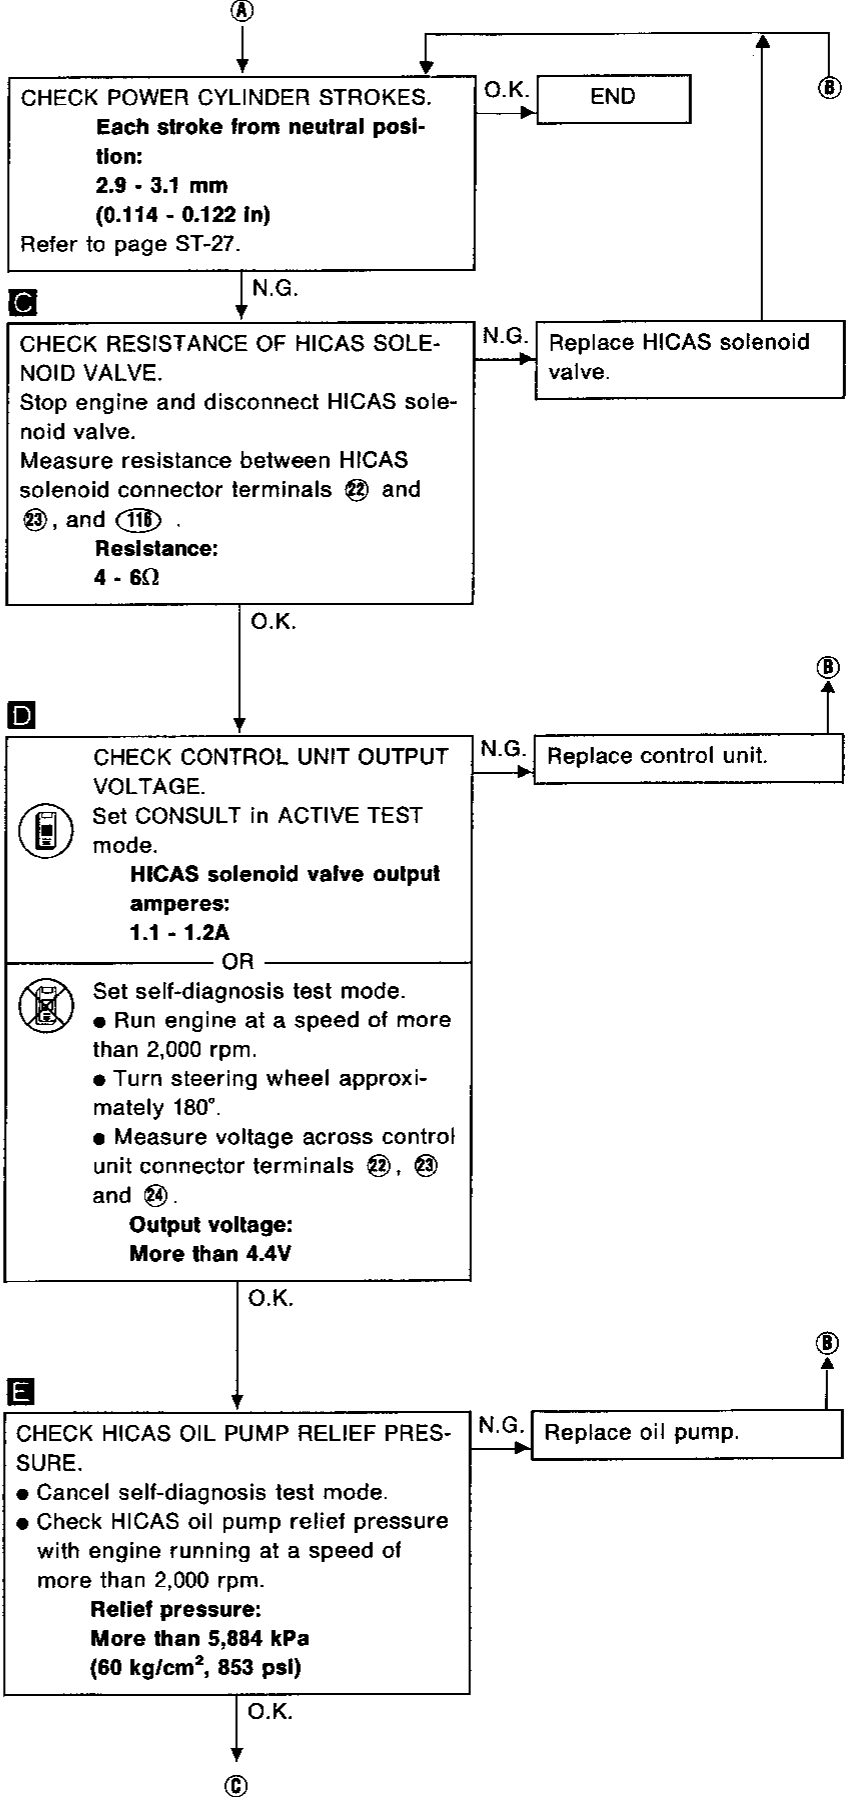 A
CHECK POWER CYLINDER STROKES.
Each stroke from neutral posi-
tion:
2.9 - 3.1 mm
(0.114 - 0.122 in)
Refer to page ST-27.
O.K.
END
B
N.G.
C
CHECK RESISTANCE OF HICAS SOLE-
NOID VALVE.
Stop engine and disconnect HICAS sole-
noid valve.
Measure resistance between HICAS
solenoid connector terminals 22 and
23, and 116 .
Resistance:
4 - 6Ω
N.G.
Replace HICAS solenoid
valve.
O.K.
B
D
CHECK CONTROL UNIT OUTPUT
VOLTAGE.
Set CONSULT in ACTIVE TEST
mode.
HICAS solenoid valve output
amperes:
1.1 - 1.2A
OR
Set self-diagnosis test mode.
● Run engine at a speed of more
than 2,000 rpm.
● Turn steering wheel approxi-
mately 180°.
● Measure voltage across control
unit connector terminals 22, 23
and 24.
Output voltage:
More than 4.4V
N.G.
Replace control unit.
O.K.
B
E
CHECK HICAS OIL PUMP RELIEF PRES-
SURE.
● Cancel self-diagnosis test mode.
● Check HICAS oil pump relief pressure
with engine running at a speed of
more than 2,000 rpm.
Relief pressure:
More than 5,884 kPa
(60 kg/cm², 853 psi)
N.G.
Replace oil pump.
O.K.
C